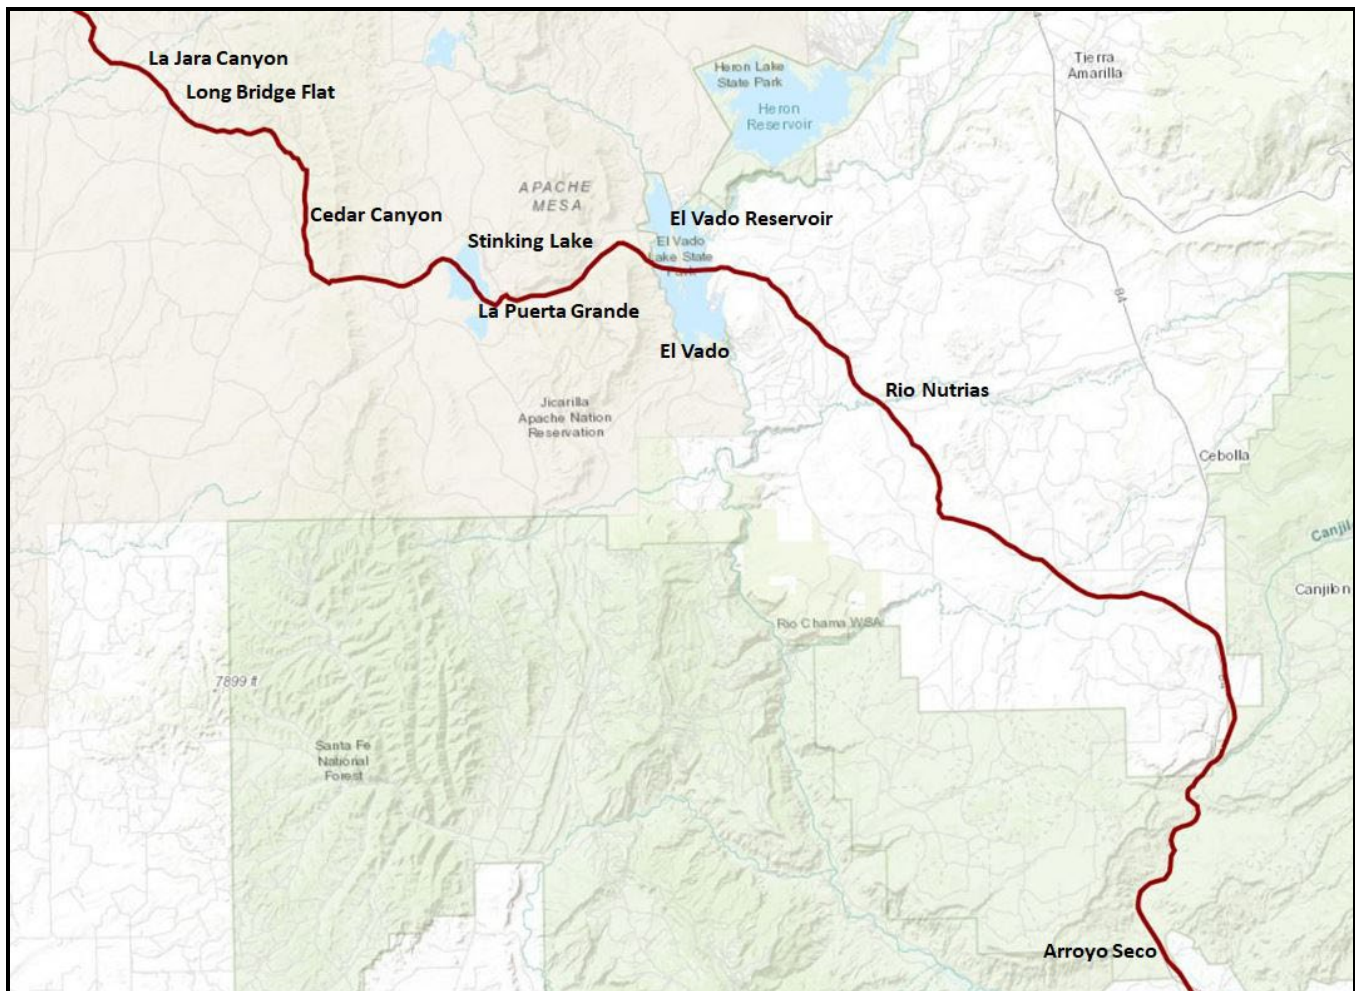 La Jara Canyon
Long Bridge Flat
Heron Lake
State Park
Heron
Reservoir
Tierra
Amarilla
APACHE
MESA
Cedar Canyon
Stinking Lake
El Vado Reservoir
El Vado
Lake State
Park
La Puerta Grande
El Vado
84
Rio Nutrias
Jicarilla
Apache Nation
Reservation
Cebolla
Canjilon
Rio Chama WSA
7899 ft
Santa Fe
National
Forest
Arroyo Seco